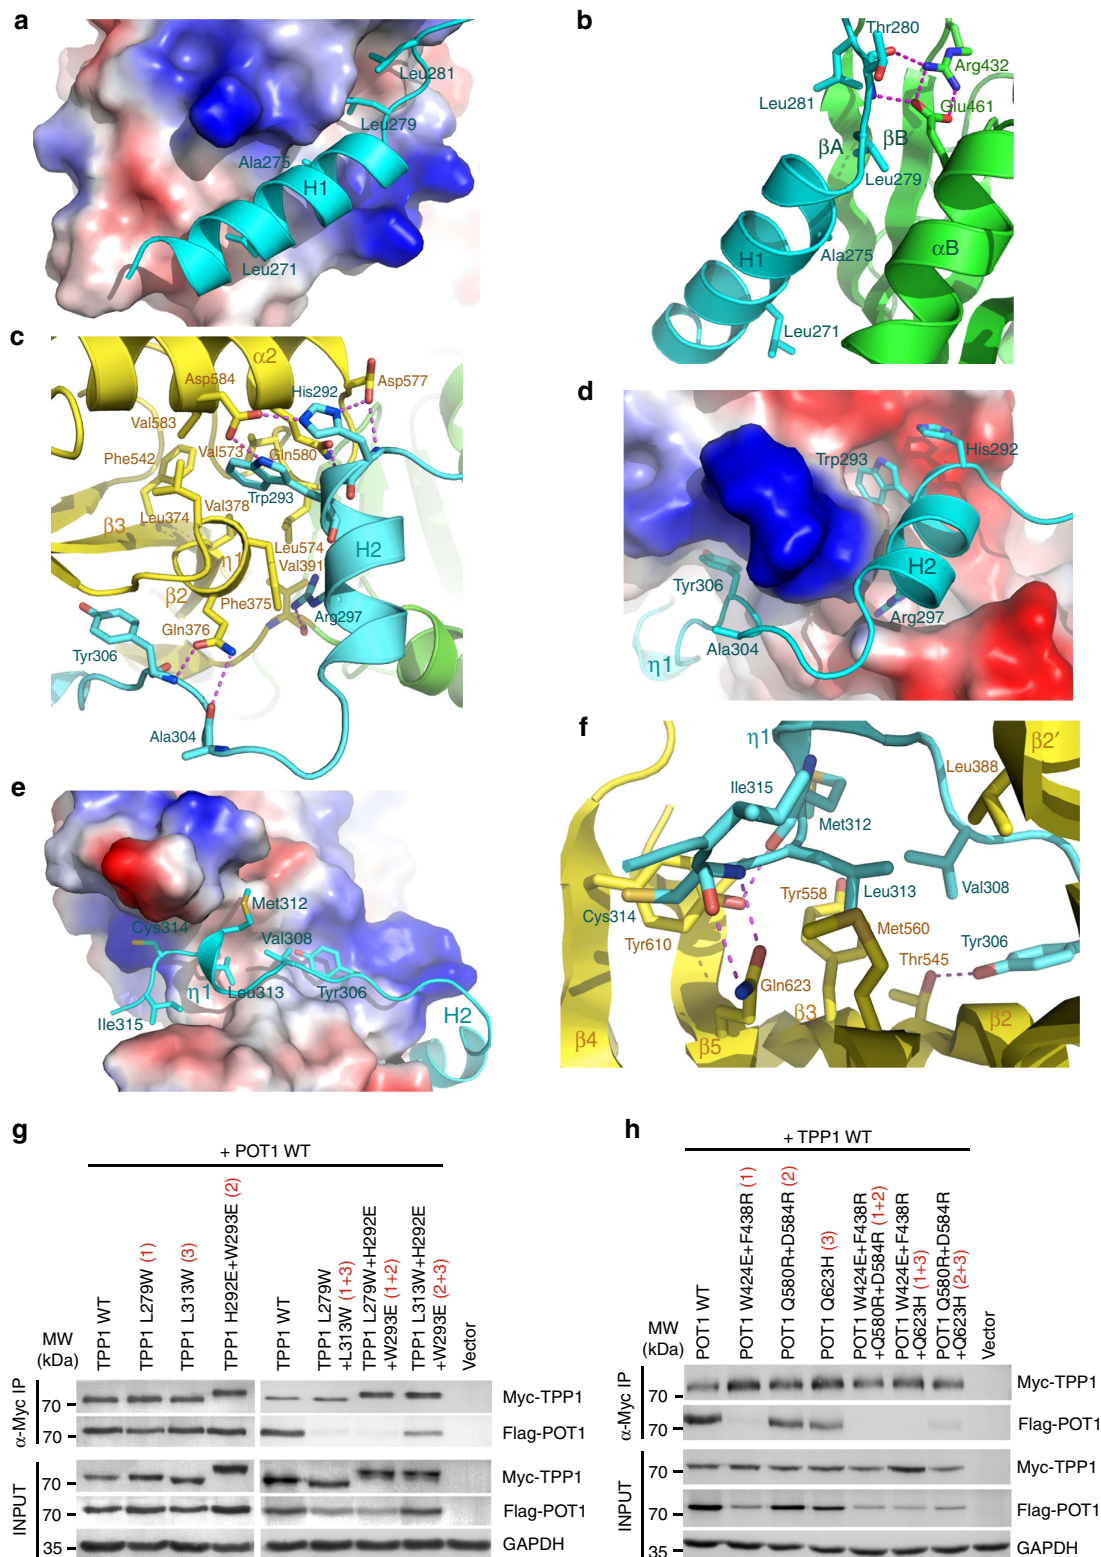 a
Leu281
Leu279
Ala275
H1
Leu271
b
Thr280
Arg432
Leu281
Glu461
βA
βB
Leu279
H1
Ala275
αB
Leu271
c
α2
Asp584
His292
Asp577
Val583
Val573
Gln580
Phe542
Trp293
Val378
Leu374
β3
η1
Leu574
H2
Val391
β2
Phe375
Arg297
Gln376
Tyr306
Ala304
d
His292
Trp293
H2
Tyr306
Arg297
η1
Ala304
e
Met312
Cys314
Val308
η1
Leu313
Tyr306
Ile315
H2
f
η1
β2′
Leu388
Ile315
Met312
Tyr558
Leu313
Val308
Cys314
Met560
Tyr610
Tyr306
Thr545
Gln623
β3
β2
β4
β5
g
+ POT1 WT
MW
(kDa)
TPP1 WT
TPP1 L279W (1)
TPP1 L313W (3)
TPP1 H292E+W293E (2)
TPP1 WT
TPP1 L279W
+L313W (1+3)
TPP1 L279W+H292E
+W293E (1+2)
TPP1 L313W+H292E
+W293E (2+3)
Vector
α-Myc IP
70
Myc-TPP1
70
Flag-POT1
INPUT
70
Myc-TPP1
70
Flag-POT1
35
GAPDH
h
+ TPP1 WT
MW
(kDa)
POT1 WT
POT1 W424E+F438R (1)
POT1 Q580R+D584R (2)
POT1 Q623H (3)
POT1 W424E+F438R
+Q580R+D584R (1+2)
POT1 W424E+F438R
+Q623H (1+3)
POT1 Q580R+D584R
+Q623H (2+3)
Vector
α-Myc IP
70
Myc-TPP1
70
Flag-POT1
INPUT
70
Myc-TPP1
70
Flag-POT1
35
GAPDH